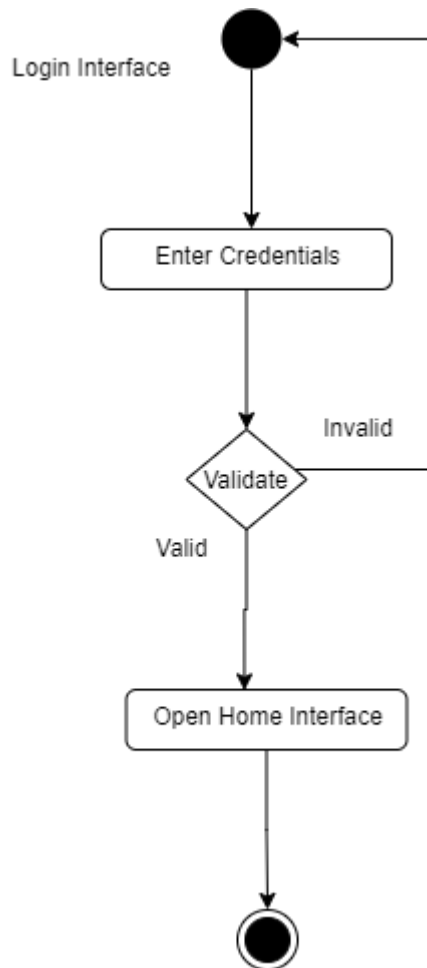 Login Interface
Enter Credentials
Invalid
Validate
Valid
Open Home Interface